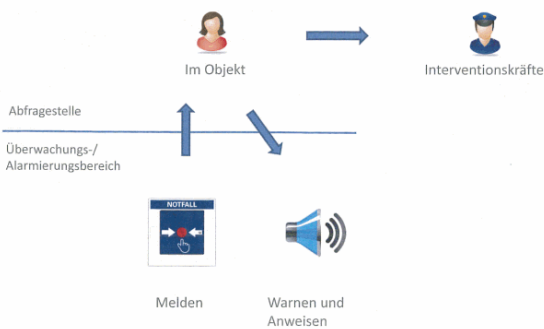 Im Objekt
Interventionskräfte
Abfragestelle
Überwachungs-/
Alarmierungsbereich
NOTFALL
Melden
Warnen und
Anweisen